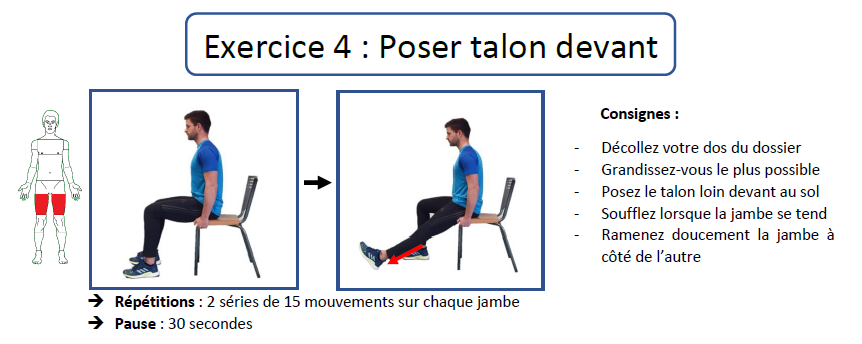 Exercice 4 : Poser talon devant
Consignes :
- Décollez votre dos du dossier
- Grandissez-vous le plus possible
- Posez le talon loin devant au sol
- Soufflez lorsque la jambe se tend
- Ramenez doucement la jambe à
côté de l’autre
➔ Répétitions : 2 séries de 15 mouvements sur chaque jambe
➔ Pause : 30 secondes